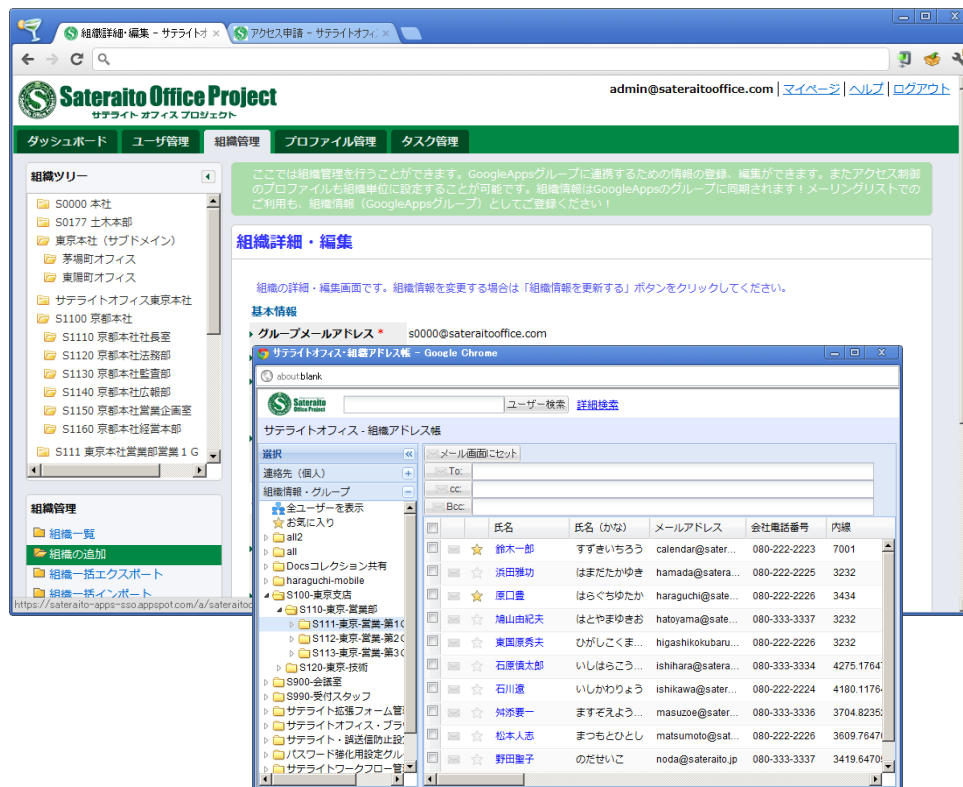 組織詳細・編集 - サテライトオ
アクセス申請 - サテライトオフィ
Sateraito Office Project
サテライト オフィス プロジェクト
admin@sateraitooffice.com | マイページ | ヘルプ | ログアウト
ダッシュボード ユーザ管理 組織管理 プロファイル管理 タスク管理
組織ツリー
S0000 本社
S0177 土木本部
東京本社（サブドメイン）
茅場町オフィス
東陽町オフィス
サテライトオフィス東京本社
S1100 京都本社
S1110 京都本社社長室
S1120 京都本社法務部
S1130 京都本社監査部
S1140 京都本社広報部
S1150 京都本社営業企画室
S1160 京都本社経営本部
S111 東京本社営業部営業１G
組織管理
組織一覧
組織の追加
組織一括エクスポート
組織一括インポート
https://sateraito-apps-sso.appspot.com/a/sateraitoo
ここでは組織管理を行うことができます。GoogleAppsグループに連携するための情報の登録、編集ができます。またアクセス制御
のプロファイルも組織単位に設定することが可能です。組織情報はGoogleAppsのグループに同期されます！メーリングリストでの
ご利用も、組織情報（GoogleAppsグループ）としてご登録ください！
組織詳細・編集
組織の詳細・編集画面です。組織情報を変更する場合は「組織情報を更新する」ボタンをクリックしてください。
基本情報
グループメールアドレス * s0000@sateraitooffice.com
サテライトオフィス・組織アドレス帳 - Google Chrome
about:blank
Sateraito
Office Project
ユーザー検索 詳細検索
サテライトオフィス - 組織アドレス帳
選択
連絡先（個人）
組織情報・グループ
全ユーザーを表示
お気に入り
all2
all
Docsコレクション共有
haraguchi-mobile
S100-東京支店
S110-東京-営業部
S111-東京-営業-第1G
S112-東京-営業-第2G
S113-東京-営業-第3G
S120-東京-技術
S900-会議室
S990-受付スタッフ
サテライト拡張フォーム管
サテライトオフィス・ブラ
サテライト・誤送信防止設
パスワード強化用設定グル
サテライトワークフロー管
メール画面にセット
To:
cc:
Bcc:
氏名 氏名（かな） メールアドレス 会社電話番号 内線
鈴木一郎 すずきいちろう calendar@sater... 080-222-2223 7001
浜田雅功 はまだたかゆき hamada@satera... 080-222-2225 3232
原口豊 はらぐちゆたか haraguchi@sate... 080-222-2226 3434
鳩山由紀夫 はとやまゆきお hatoyama@sate... 080-333-3337 3232
東国原秀夫 ひがしこくま... higashikokubaru... 080-222-2226 3232
石原慎太郎 いしはらこう... ishihara@satera... 080-333-3334 4275.1764
石川遼 いしかわりょう ishikawa@sater... 080-222-2224 4180.1176
舛添要一 ますぞえよう... masuzoe@sater... 080-333-3336 3704.8235
松本人志 まつもとひとし matsumoto@sat... 080-222-2226 3609.7647
野田聖子 のだせいこ noda@sateraito.jp 080-333-3337 3419.6470